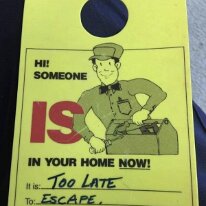 HI!
SOMEONE
IS
IN YOUR HOME NOW!
It is: TOO LATE
To: ESCAPE.